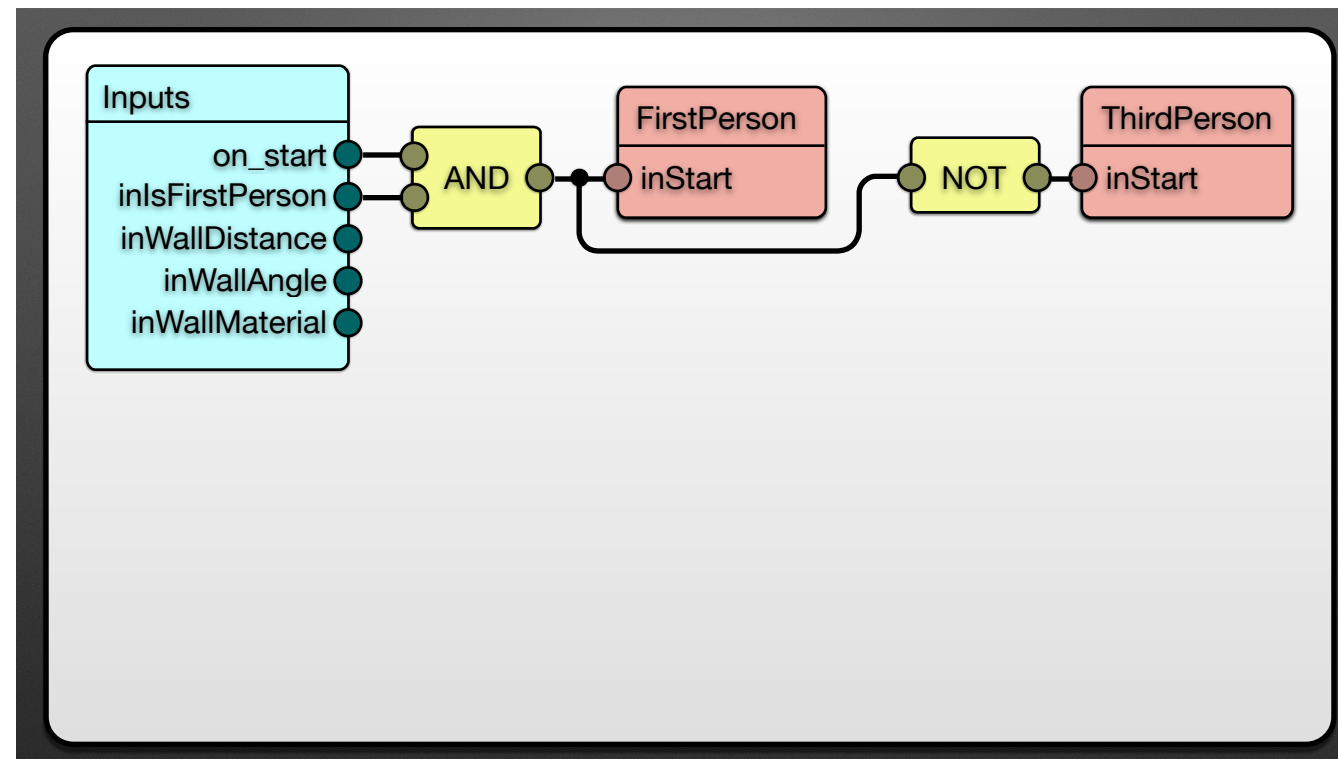 Inputs
on_start
inIsFirstPerson
inWallDistance
inWallAngle
inWallMaterial
AND
FirstPerson
inStart
NOT
ThirdPerson
inStart